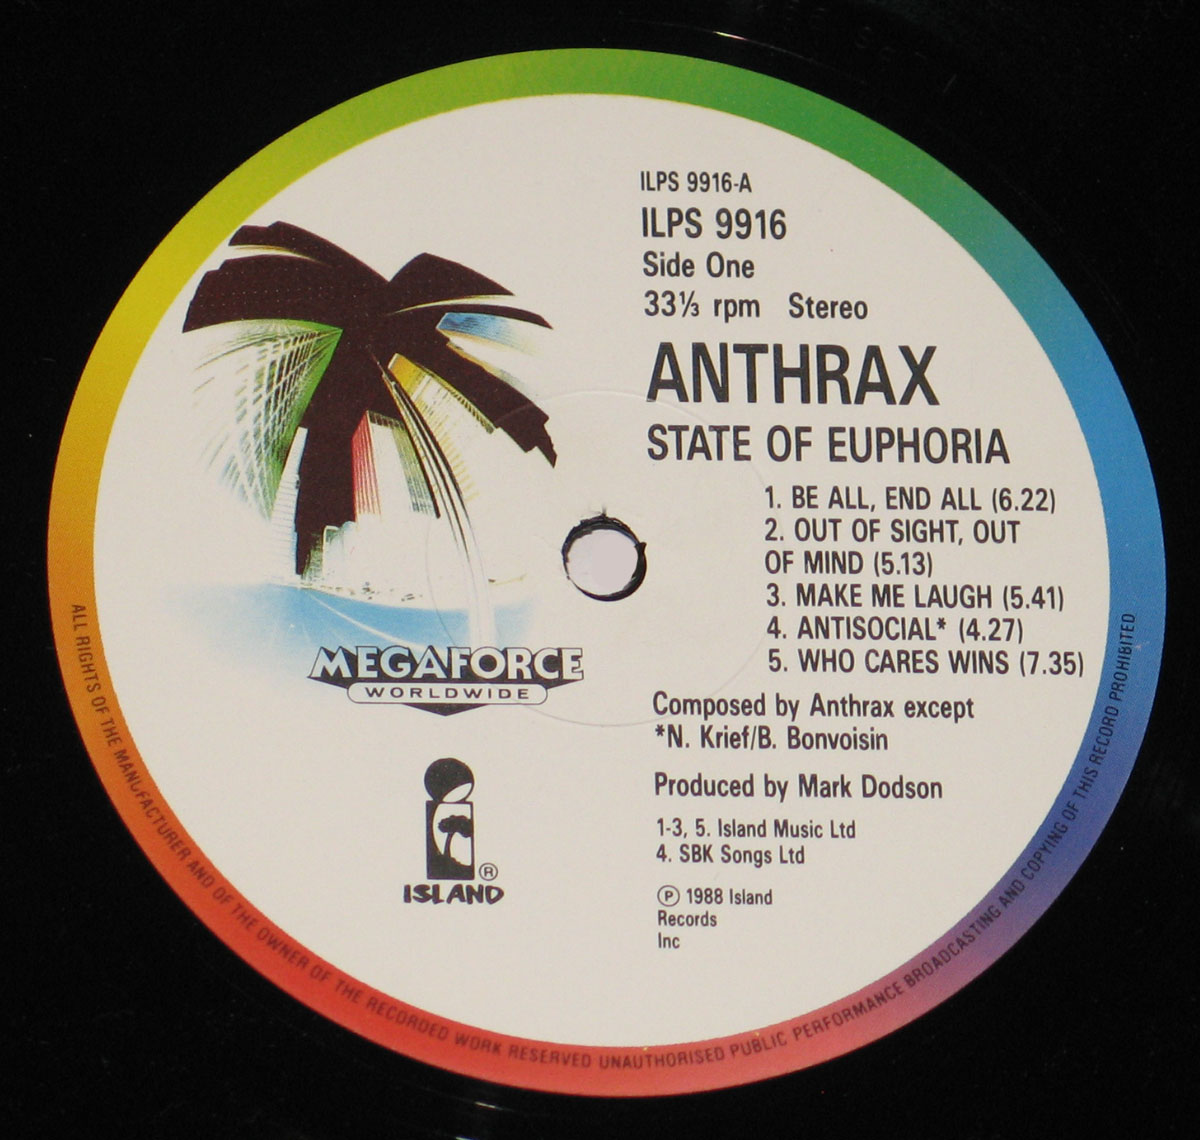 ILPS 9916-A
ILPS 9916
Side One
33⅓ rpm Stereo
ANTHRAX
STATE OF EUPHORIA
1. BE ALL, END ALL (6.22)
2. OUT OF SIGHT, OUT
OF MIND (5.13)
3. MAKE ME LAUGH (5.41)
4. ANTISOCIAL* (4.27)
5. WHO CARES WINS (7.35)
Composed by Anthrax except
*N. Krief/B. Bonvoisin
Produced by Mark Dodson
1-3, 5. Island Music Ltd
4. SBK Songs Ltd
℗ 1988 Island
Records
Inc
MEGAFORCE
WORLDWIDE
®
ISLAND
ALL RIGHTS OF THE MANUFACTURER AND OF THE OWNER OF THE RECORDED WORK RESERVED UNAUTHORISED PUBLIC PERFORMANCE BROADCASTING AND COPYING OF THIS RECORD PROHIBITED